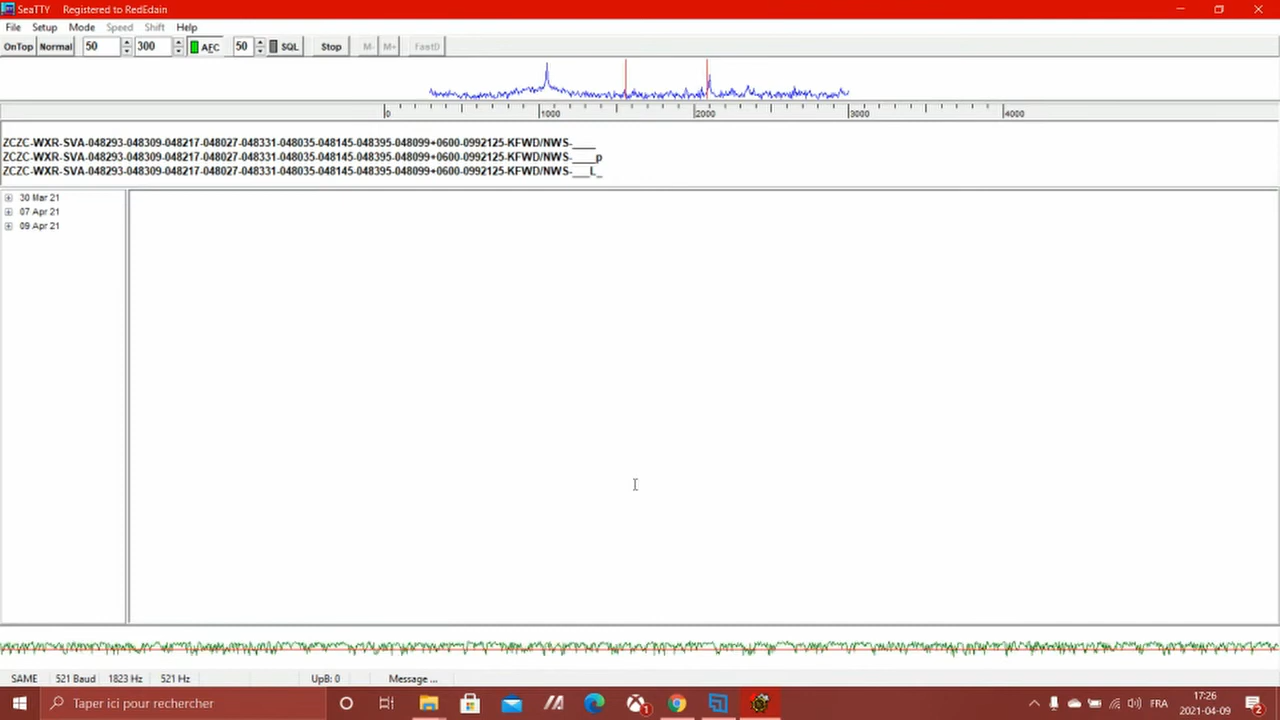 SeaTTY Registered to RedEdain
File Setup Mode Speed Shift Help
OnTop Normal 50 300 AFC 50 SQL Stop M- M+ FastD
0 1000 2000 3000 4000
ZCZC-WXR-SVA-048293-048309-048217-048027-048331-048035-048145-048395-048099+0600-0992125-KFWD/NWS-____
ZCZC-WXR-SVA-048293-048309-048217-048027-048331-048035-048145-048395-048099+0600-0992125-KFWD/NWS-____p
ZCZC-WXR-SVA-048293-048309-048217-048027-048331-048035-048145-048395-048099+0600-0992125-KFWD/NWS-___L_
30 Mar 21
07 Apr 21
09 Apr 21
SAME 521 Baud 1823 Hz 521 Hz UpB: 0 Message ...
Taper ici pour rechercher 1 FRA 17:26
2021-04-09 2